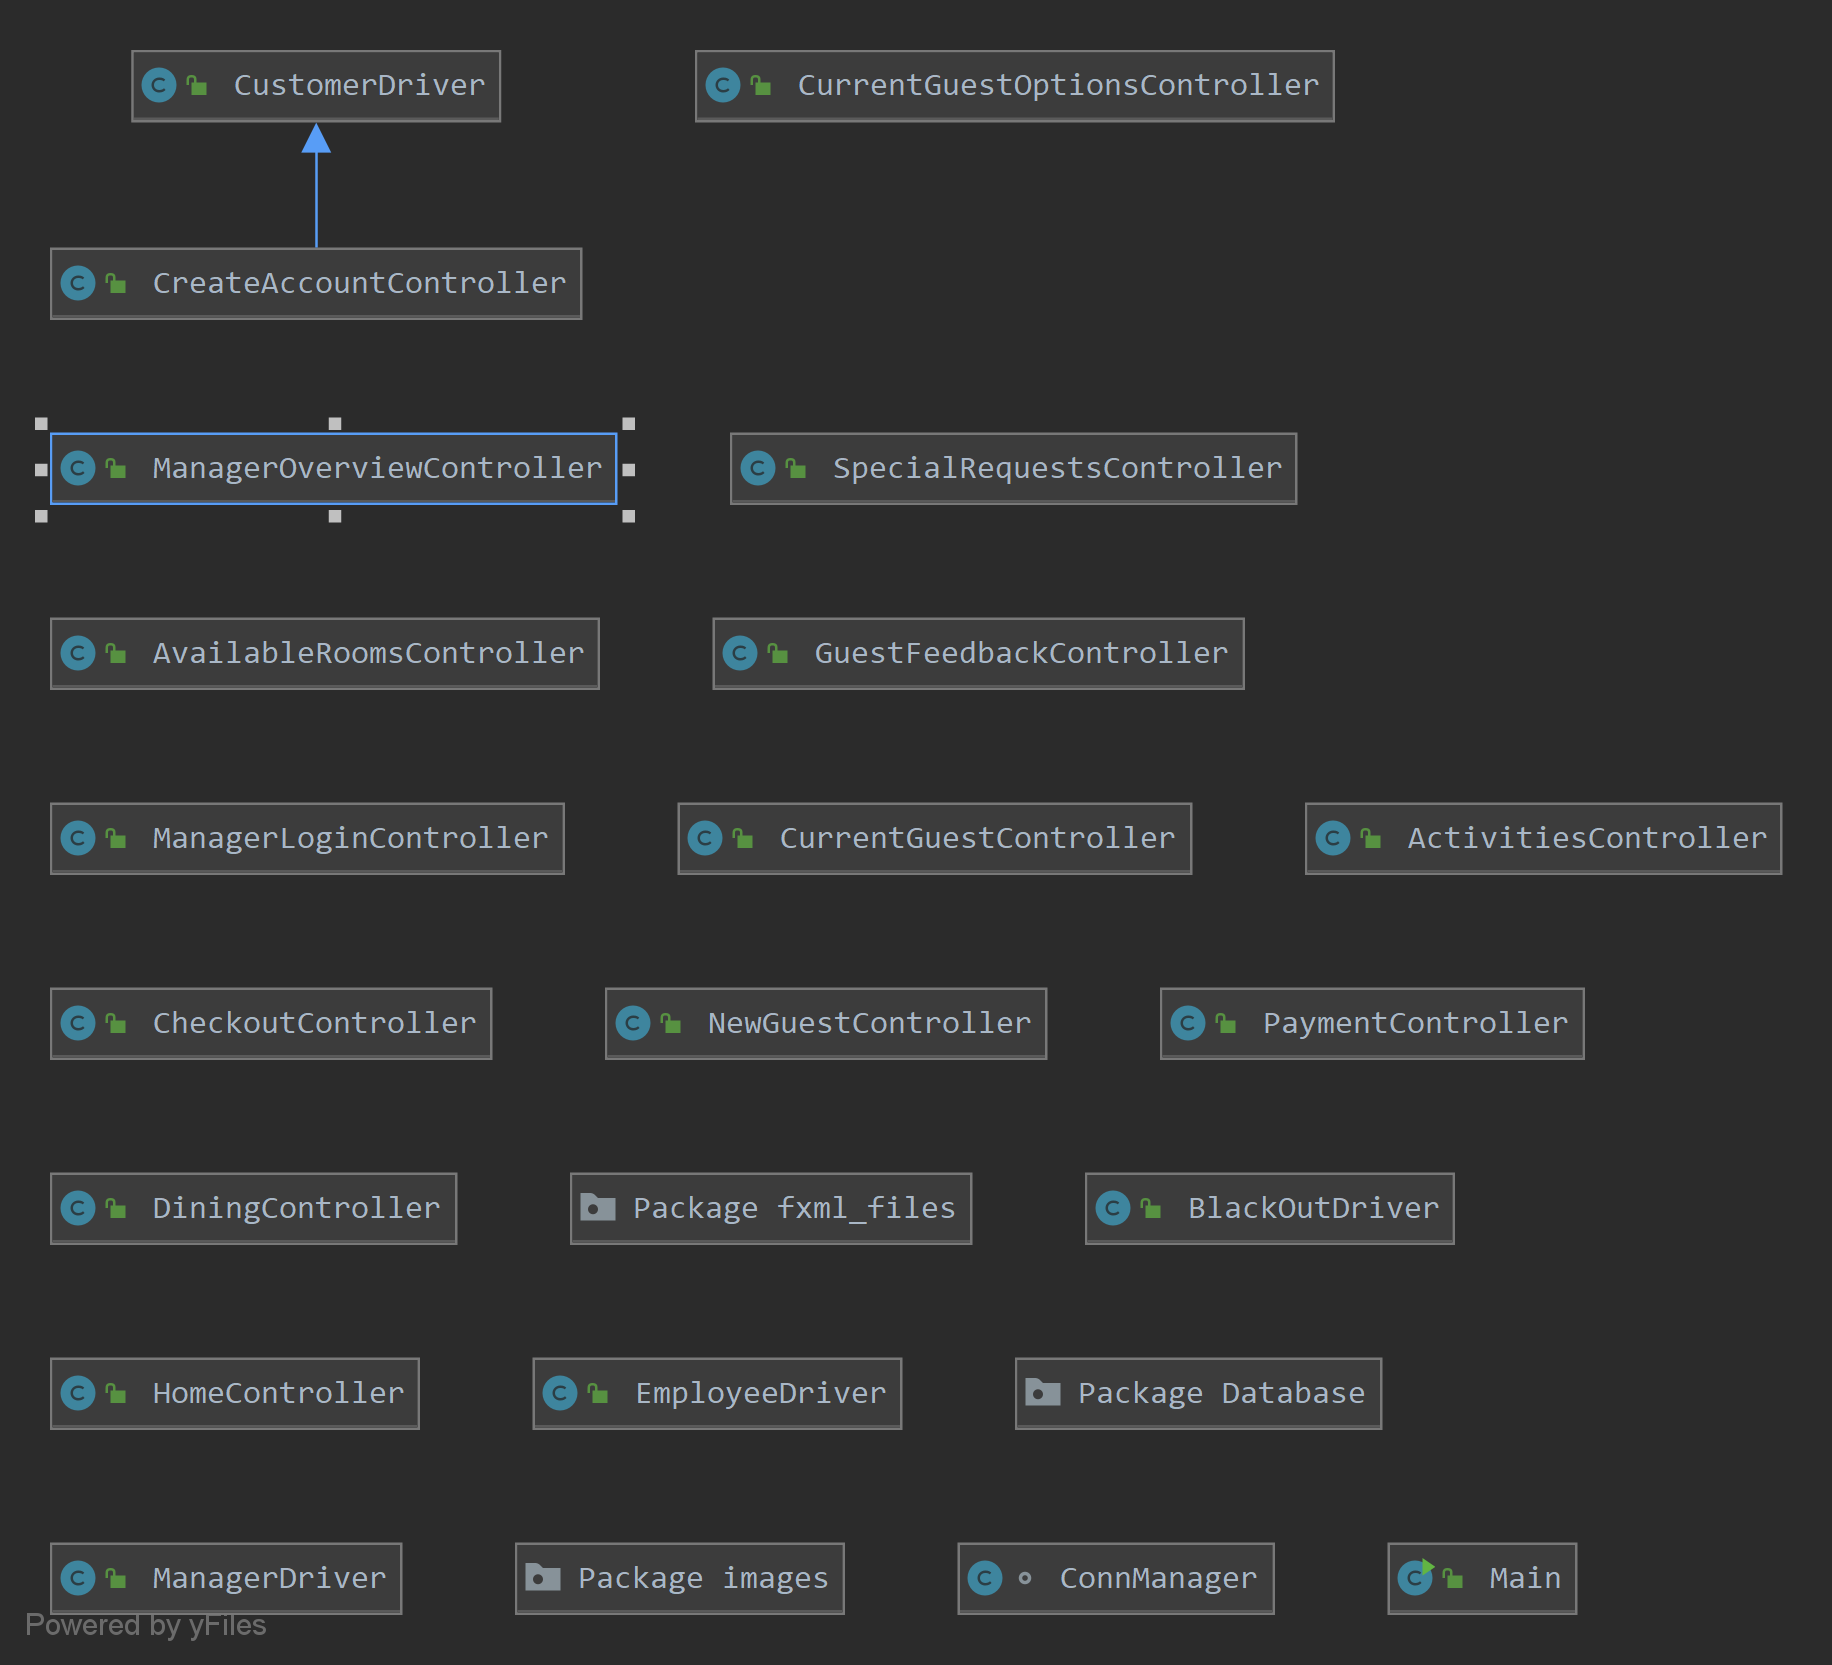 CustomerDriver
CurrentGuestOptionsController
CreateAccountController
ManagerOverviewController
SpecialRequestsController
AvailableRoomsController
GuestFeedbackController
ManagerLoginController
CurrentGuestController
ActivitiesController
CheckoutController
NewGuestController
PaymentController
DiningController
Package fxml_files
BlackOutDriver
HomeController
EmployeeDriver
Package Database
ManagerDriver
Package images
ConnManager
Main
Powered by yFiles